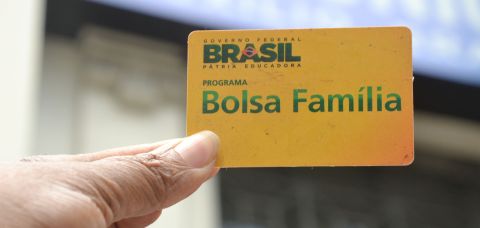 GOVERNO FEDERAL
BRASIL
PÁTRIA EDUCADORA
PROGRAMA
Bolsa Família